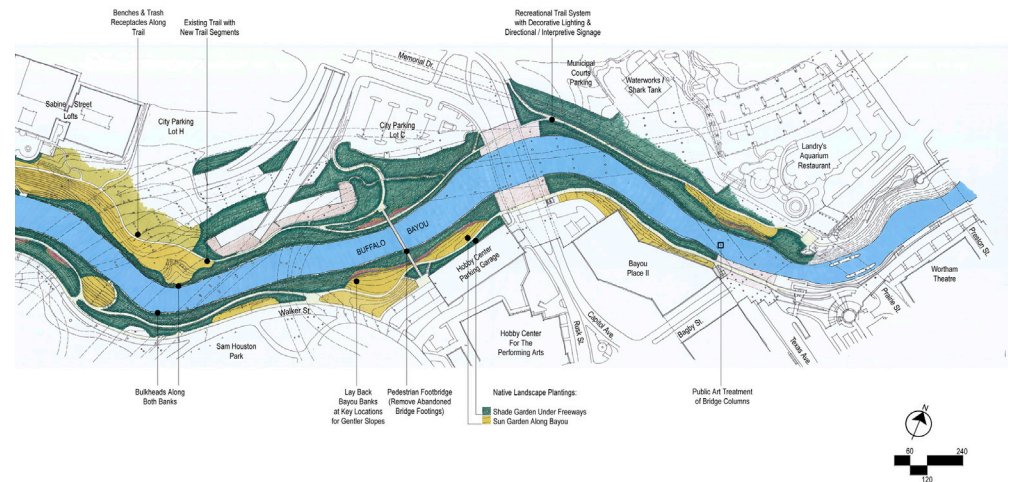 Benches & Trash
Receptacles Along
Trail
Existing Trail with
New Trail Segments
Recreational Trail System
with Decorative Lighting &
Directional / Interpretive Signage
Memorial Dr.
Municipal
Courts
Parking
Waterworks /
Shark Tank
Sabine Street
Lofts
City Parking
Lot H
City Parking
Lot C
Landry's
Aquarium
Restaurant
BUFFALO BAYOU
Hobby Center
Parking Garage
Bayou
Place II
Preston St.
Wortham
Theatre
Prairie St.
Walker St.
Sam Houston
Park
Hobby Center
For The
Performing Arts
Rusk St.
Capitol Ave.
Bagby St.
Texas Ave.
Bulkheads Along
Both Banks
Lay Back
Bayou Banks
at Key Locations
for Gentler Slopes
Pedestrian Footbridge
(Remove Abandoned
Bridge Footings)
Native Landscape Plantings:
Shade Garden Under Freeways
Sun Garden Along Bayou
Public Art Treatment
of Bridge Columns
N
60 240
120